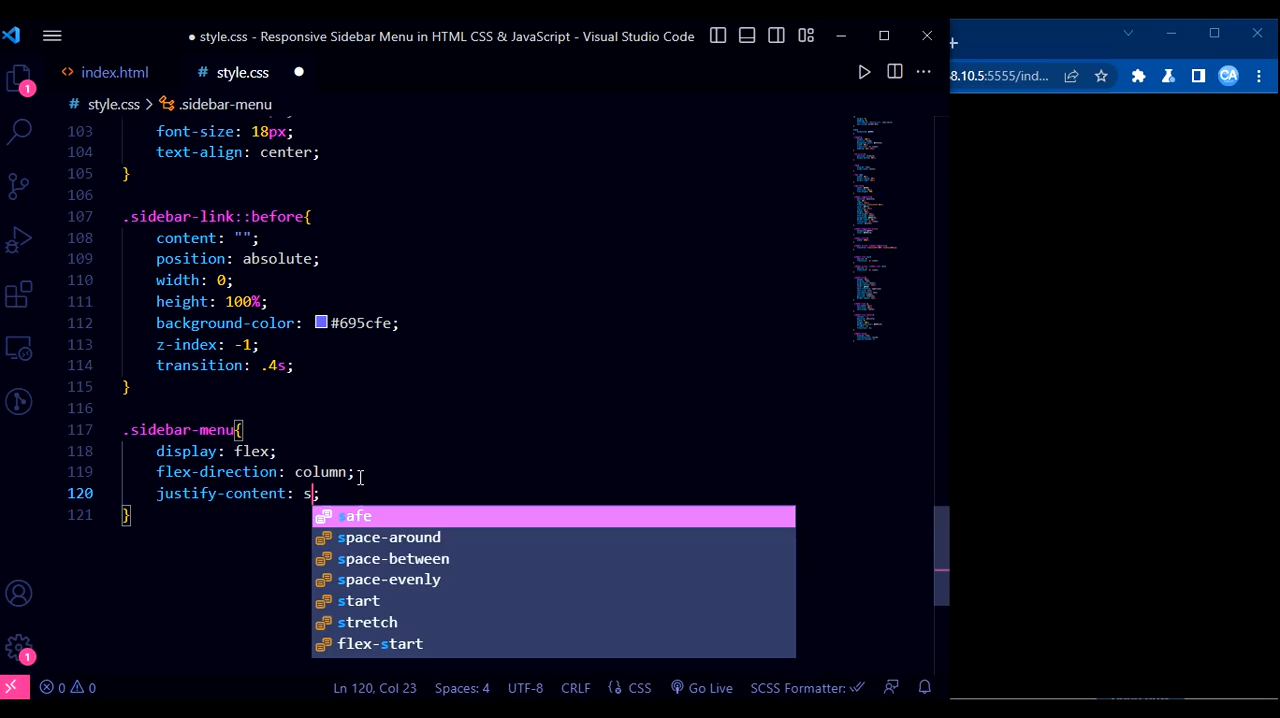 ● style.css - Responsive Sidebar Menu in HTML CSS & JavaScript - Visual Studio Code
<> index.html
# style.css ●
8.10.5:5555/ind...
CA
# style.css > .sidebar-menu
1
103 font-size: 18px;
104 text-align: center;
105 }
106
107 .sidebar-link::before{
108 content: "";
109 position: absolute;
110 width: 0;
111 height: 100%;
112 background-color: #695cfe;
113 z-index: -1;
114 transition: .4s;
115 }
116
117 .sidebar-menu{
118 display: flex;
119 flex-direction: column;
120 justify-content: s;
121 }
safe
space-around
space-between
space-evenly
start
stretch
flex-start
1
0 0 Ln 120, Col 23 Spaces: 4 UTF-8 CRLF {} CSS Go Live SCSS Formatter: